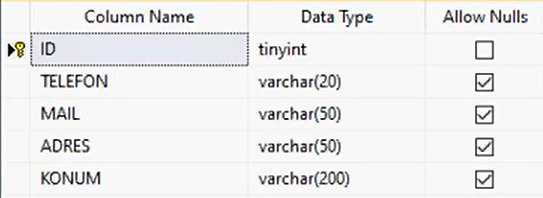 Column Name Data Type Allow Nulls
ID tinyint
TELEFON varchar(20)
MAIL varchar(50)
ADRES varchar(50)
KONUM varchar(200)